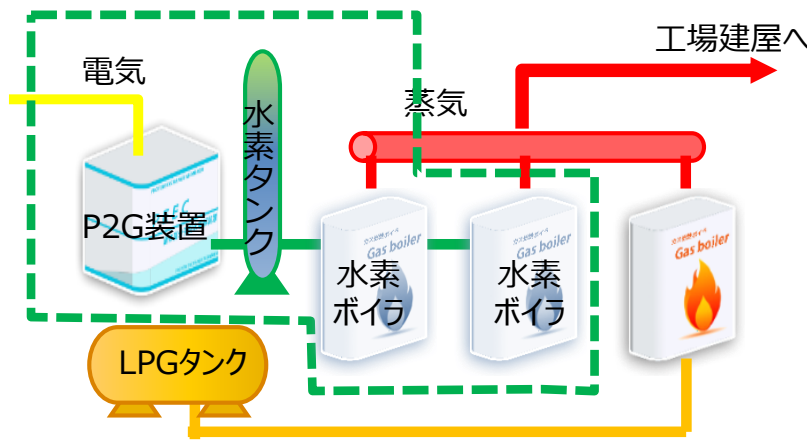 工場建屋へ
電気
蒸気
水素タンク
P2G装置
Gas boiler
水素
ボイラ
Gas boiler
水素
ボイラ
Gas boiler
LPGタンク